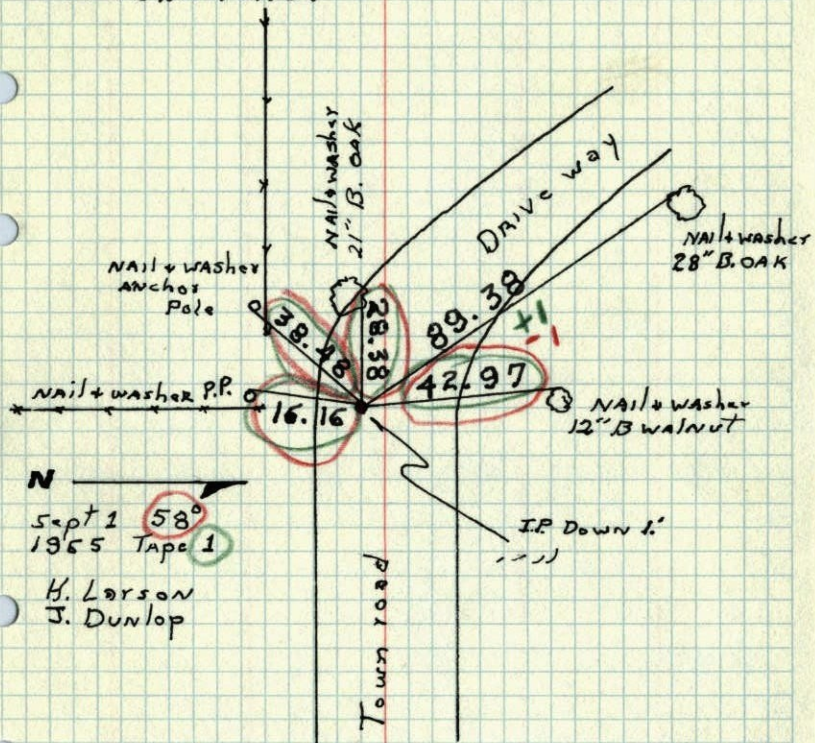 NAil + WASher
21" B. OAK
Drive way
NAil + WASher
28" B. OAK
NAil + WASher
ANchor
Pole
38.48
28.38
89.38
+1
-1
42.97
NAil + WASher P.P.
16.16
NAil + WASher
12" B WAlNut
N
Sept 1 58°
1955 TApe 1
I.P. DowN 1'
K. LArsoN
J. DuNlop
TowN roAd